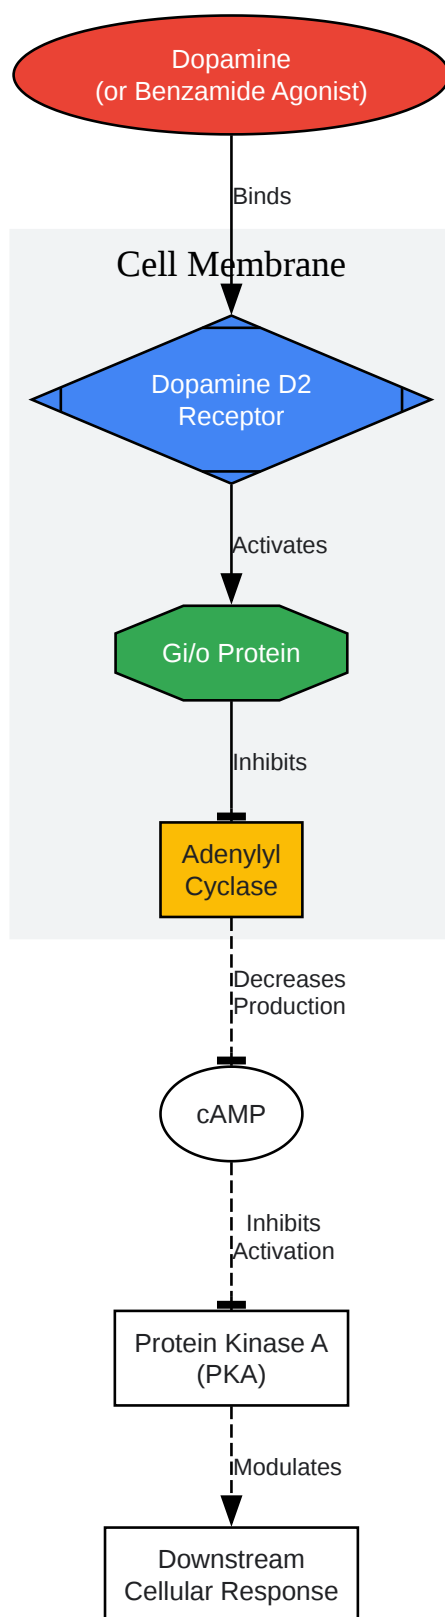 Dopamine
(or Benzamide Agonist)
Binds
Cell Membrane
Dopamine D2
Receptor
Activates
Gi/o Protein
Inhibits
Adenylyl
Cyclase
Decreases
Production
cAMP
Inhibits
Activation
Protein Kinase A
(PKA)
Modulates
Downstream
Cellular Response